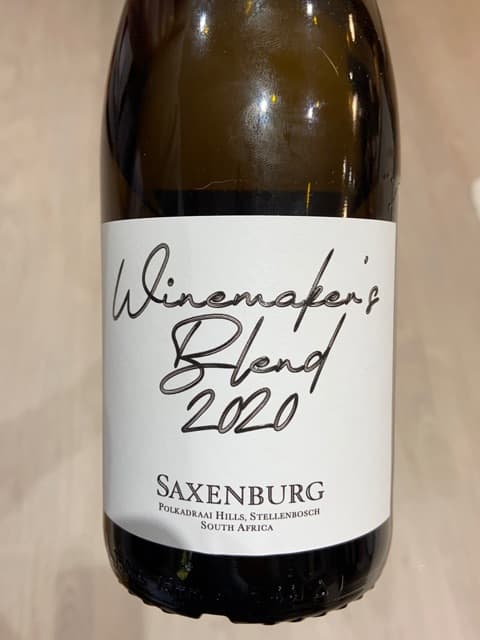 Winemaker's
Blend
2020
SAXENBURG
POLKADRAAI HILLS, STELLENBOSCH
SOUTH AFRICA